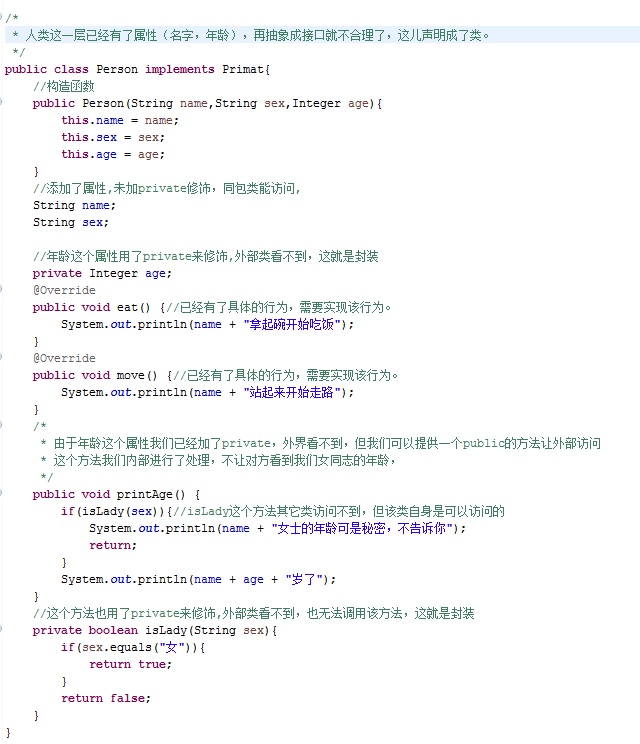 /*
 * 人类这一层已经有了属性（名字，年龄），再抽象成接口就不合理了，这儿声明成了类。
 */
public class Person implements Primat{
    //构造函数
    public Person(String name,String sex,Integer age){
        this.name = name;
        this.sex = sex;
        this.age = age;
    }
    //添加了属性,未加private修饰，同包类能访问,
    String name;
    String sex;

    //年龄这个属性用了private来修饰,外部类看不到，这就是封装
    private Integer age;
    @Override
    public void eat() {//已经有了具体的行为，需要实现该行为。
        System.out.println(name + "拿起碗开始吃饭");
    }
    @Override
    public void move() {//已经有了具体的行为，需要实现该行为。
        System.out.println(name + "站起来开始走路");
    }
    /*
     * 由于年龄这个属性我们已经加了private，外界看不到，但我们可以提供一个public的方法让外部访问
     * 这个方法我们内部进行了处理，不让对方看到我们女同志的年龄，
     */
    public void printAge() {
        if(isLady(sex)){//isLady这个方法其它类访问不到，但该类自身是可以访问的
            System.out.println(name + "女士的年龄可是秘密，不告诉你");
            return;
        }
        System.out.println(name + age + "岁了");
    }
    //这个方法也用了private来修饰,外部类看不到，也无法调用该方法，这就是封装
    private boolean isLady(String sex){
        if(sex.equals("女")){
            return true;
        }
        return false;
    }
}